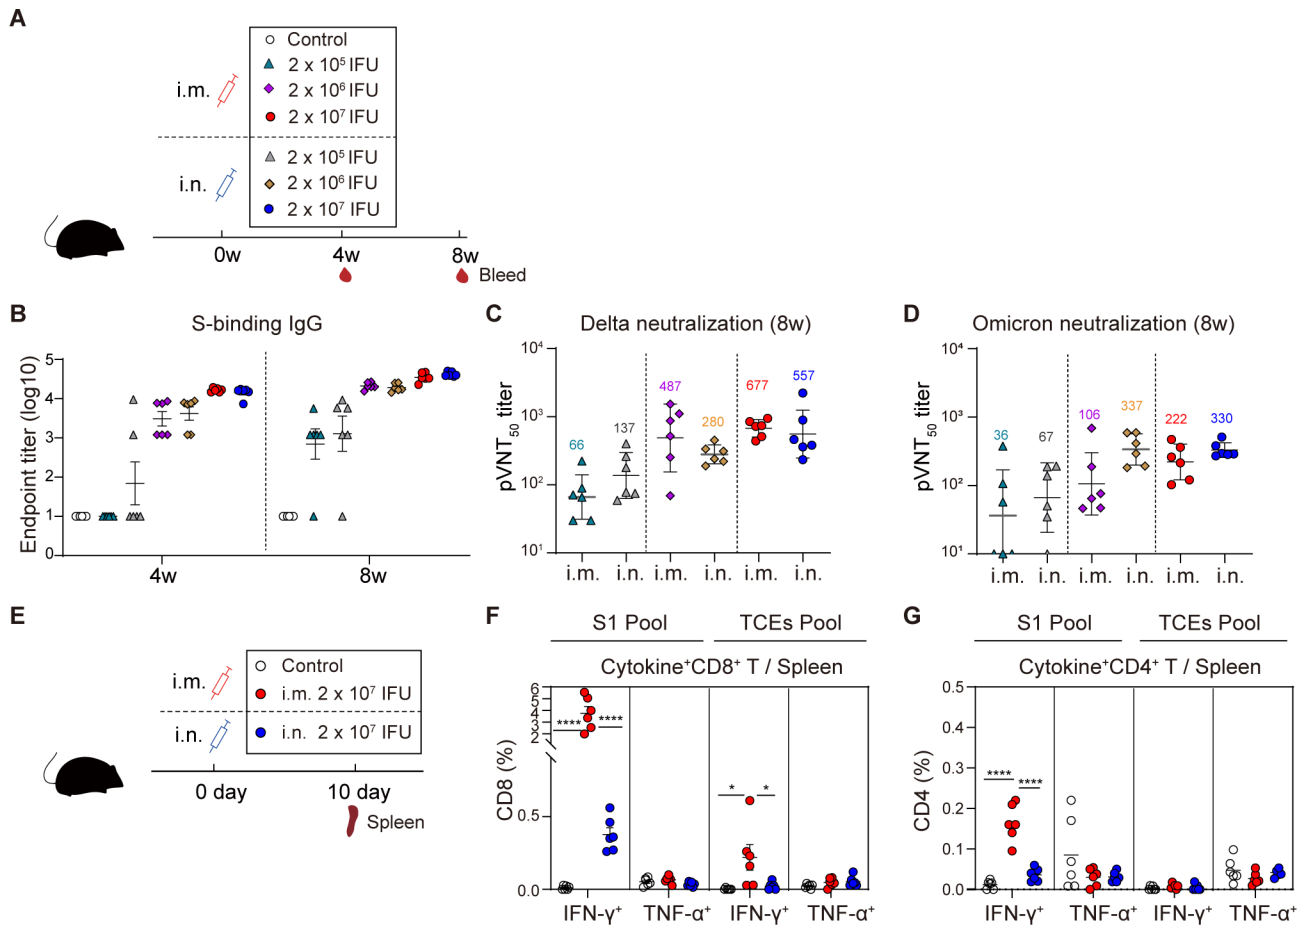 A
Control
2 x 10⁵ IFU
i.m.
2 x 10⁶ IFU
2 x 10⁷ IFU
2 x 10⁵ IFU
i.n.
2 x 10⁶ IFU
2 x 10⁷ IFU
0w 4w 8w
Bleed
B
S-binding IgG
Endpoint titer (log10)
5
4
3
2
1
0
4w 8w
C
Delta neutralization (8w)
pVNT₅₀ titer
10⁴
10³
10²
10¹
66 137 487 280 677 557
i.m. i.n. i.m. i.n. i.m. i.n.
D
Omicron neutralization (8w)
pVNT₅₀ titer
10⁴
10³
10²
10¹
36 67 106 337 222 330
i.m. i.n. i.m. i.n. i.m. i.n.
E
Control
i.m.
i.m. 2 x 10⁷ IFU
i.n.
i.n. 2 x 10⁷ IFU
0 day 10 day
Spleen
F
S1 Pool TCEs Pool
Cytokine⁺CD8⁺ T / Spleen
CD8 (%)
6
5
4
3
2
0.5
0.0
**** ****
* *
IFN-γ⁺ TNF-α⁺ IFN-γ⁺ TNF-α⁺
G
S1 Pool TCEs Pool
Cytokine⁺CD4⁺ T / Spleen
CD4 (%)
0.5
0.4
0.3
0.2
0.1
0.0
**** ****
IFN-γ⁺ TNF-α⁺ IFN-γ⁺ TNF-α⁺